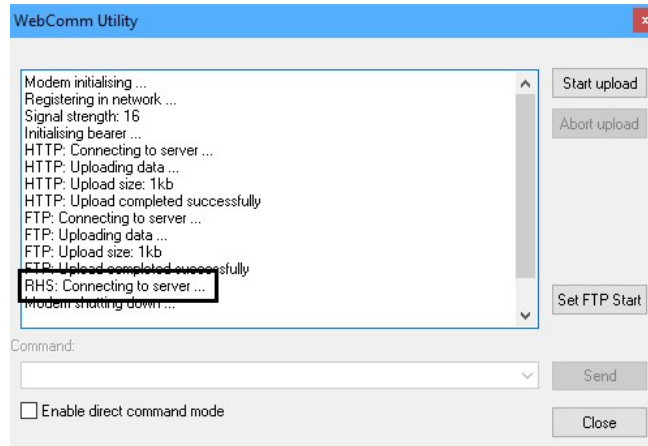 WebComm Utility
x
Modem initialising ...
Registering in network ...
Signal strength: 16
Initialising bearer ...
HTTP: Connecting to server ...
HTTP: Uploading data ...
HTTP: Upload size: 1kb
HTTP: Upload completed successfully
FTP: Connecting to server ...
FTP: Uploading data ...
FTP: Upload size: 1kb
FTP: Upload completed successfully
RHS: Connecting to server ...
Modem shutting down ...
Start upload
Abort upload
Set FTP Start
Command:
Send
Enable direct command mode
Close